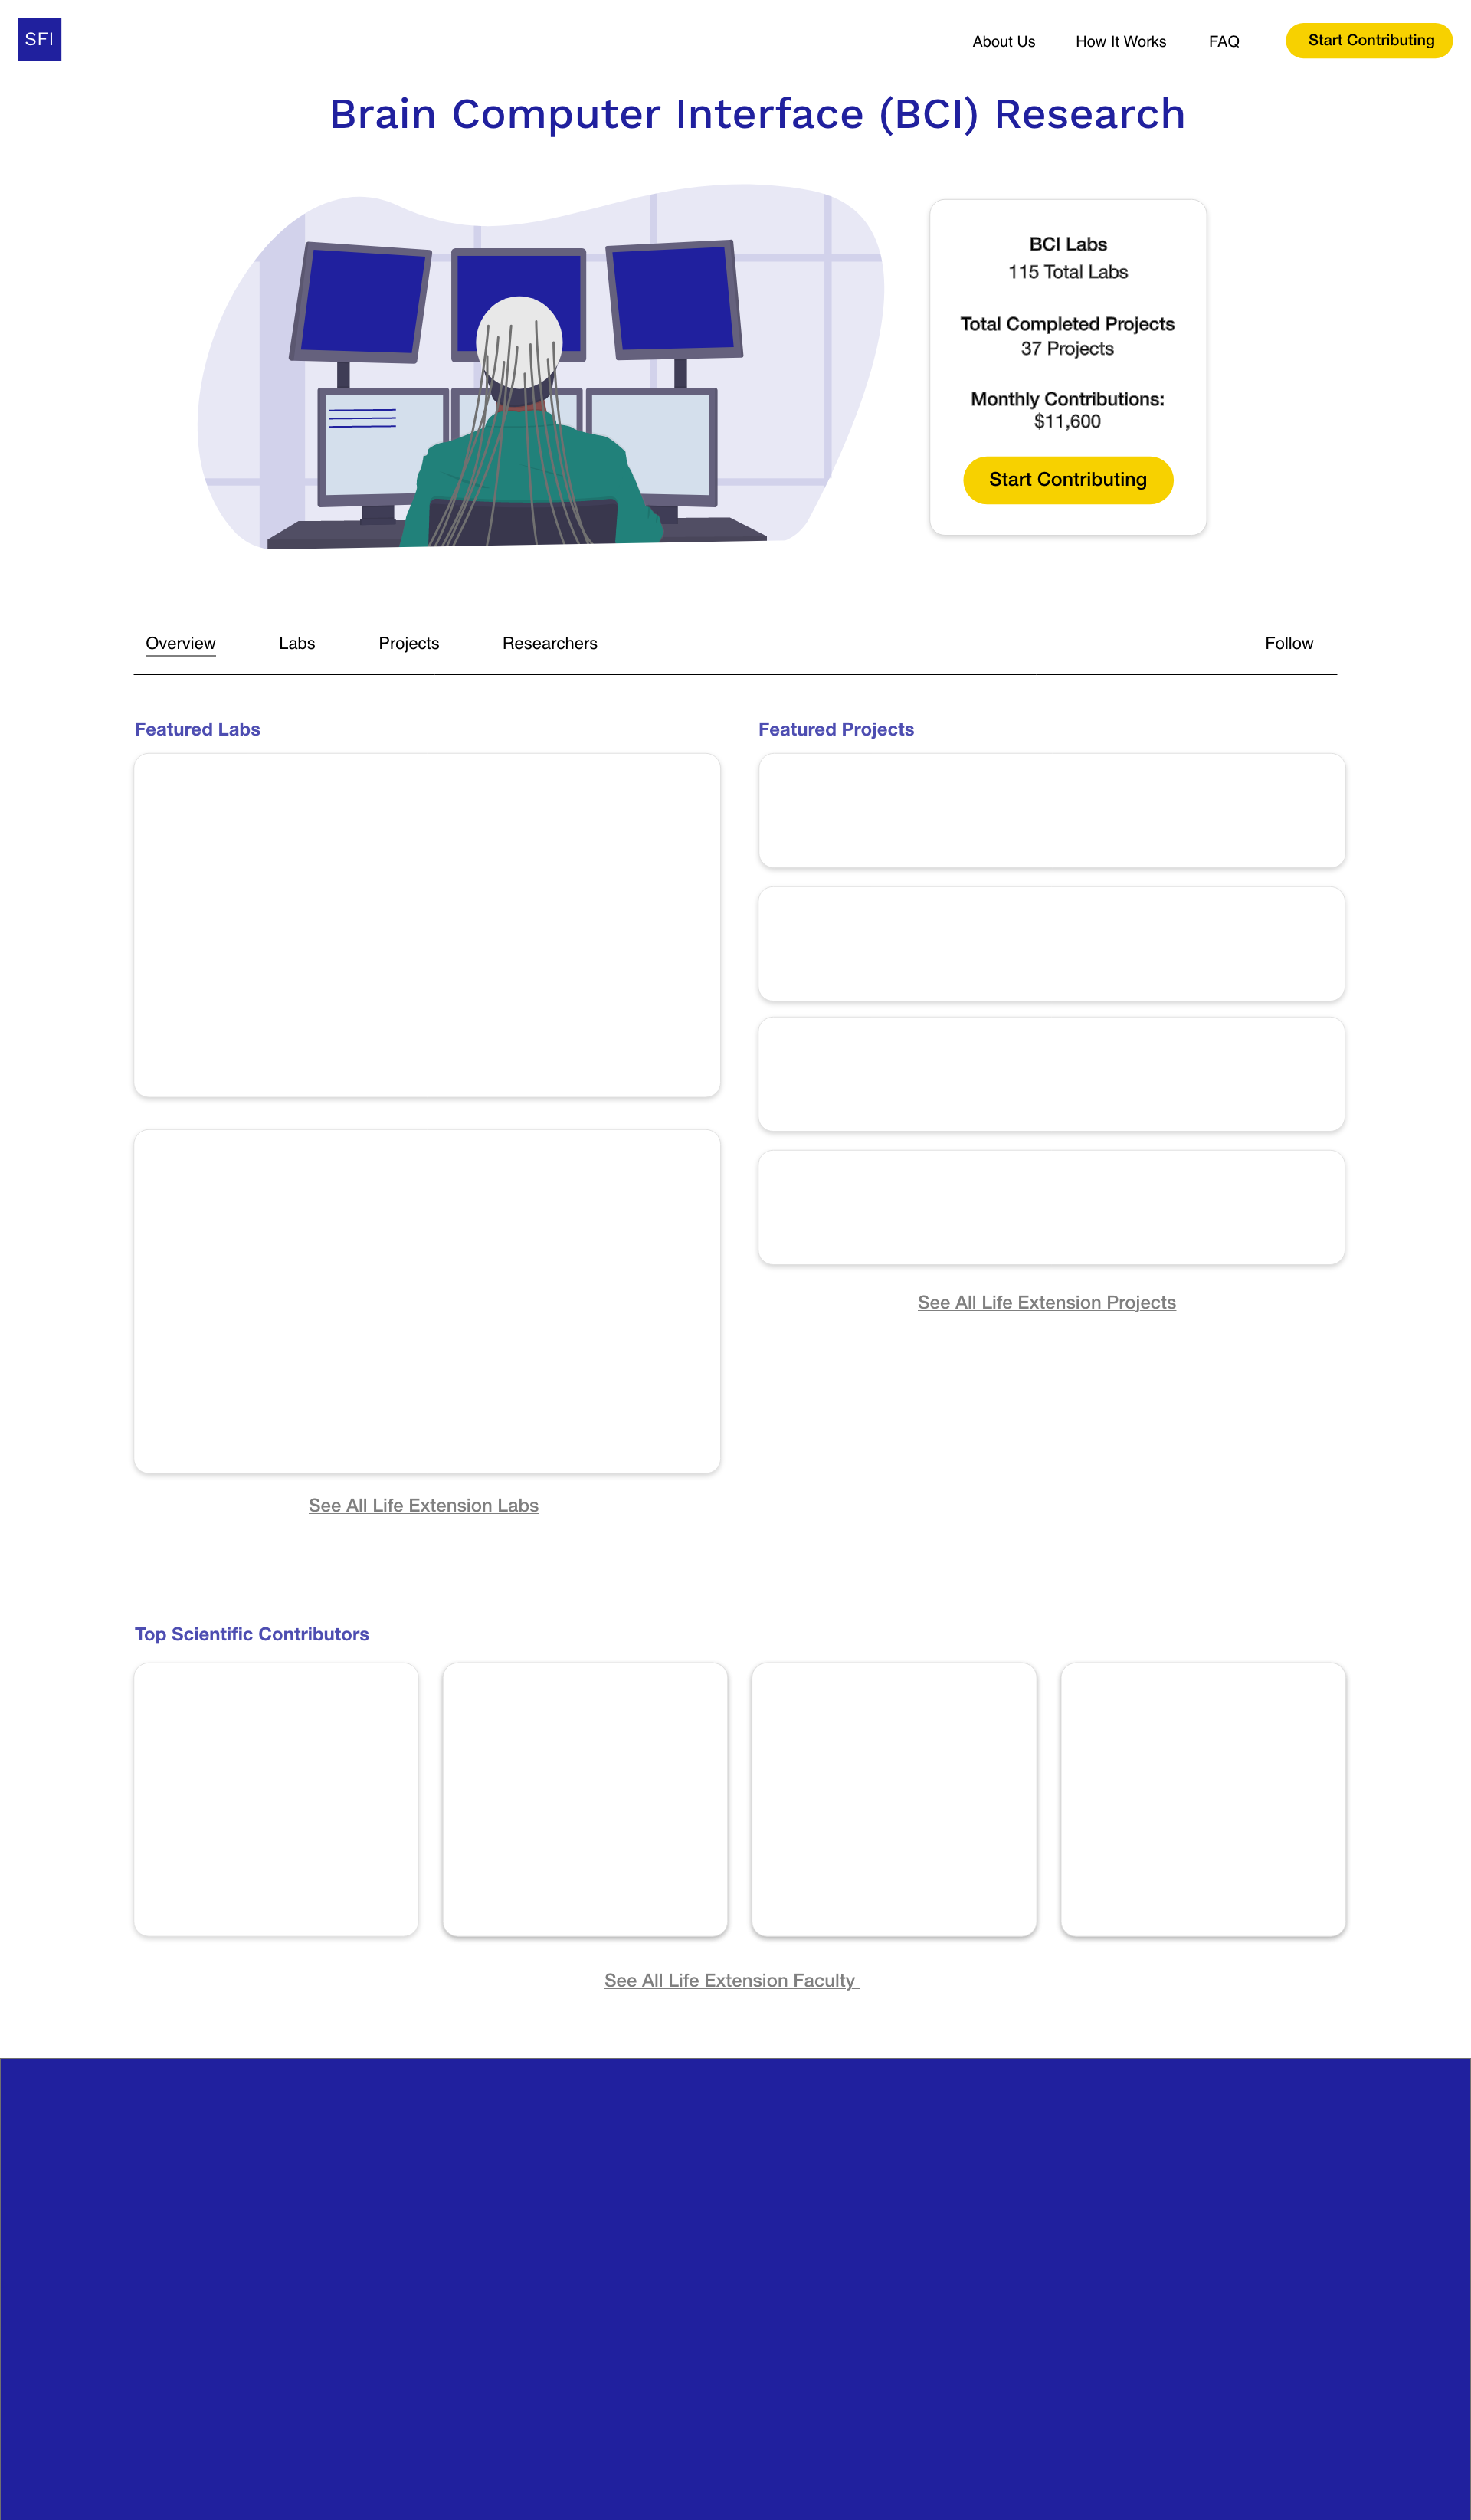 SFI
About Us
How It Works
FAQ
Start Contributing
Brain Computer Interface (BCI) Research
BCI Labs
115 Total Labs
Total Completed Projects
37 Projects
Monthly Contributions:
$11,600
Start Contributing
Overview
Labs
Projects
Researchers
Follow
Featured Labs
Featured Projects
See All Life Extension Projects
See All Life Extension Labs
Top Scientific Contributors
See All Life Extension Faculty